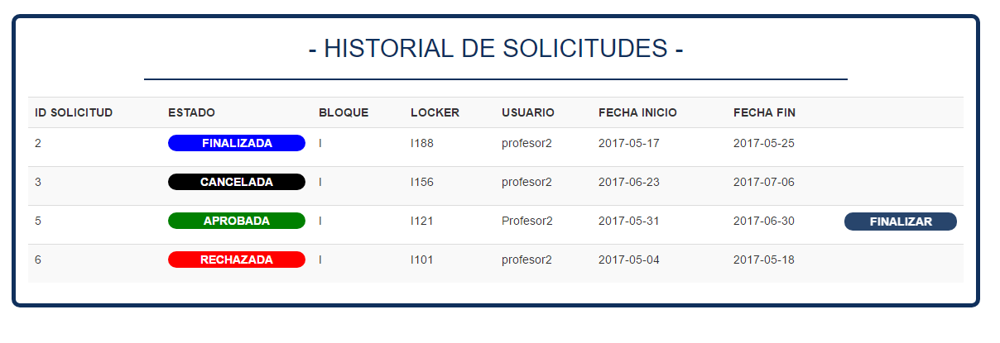 - HISTORIAL DE SOLICITUDES -
ID SOLICITUD ESTADO BLOQUE LOCKER USUARIO FECHA INICIO FECHA FIN
2 FINALIZADA I I188 profesor2 2017-05-17 2017-05-25
3 CANCELADA I I156 profesor2 2017-06-23 2017-07-06
5 APROBADA I I121 Profesor2 2017-05-31 2017-06-30 FINALIZAR
6 RECHAZADA I I101 profesor2 2017-05-04 2017-05-18